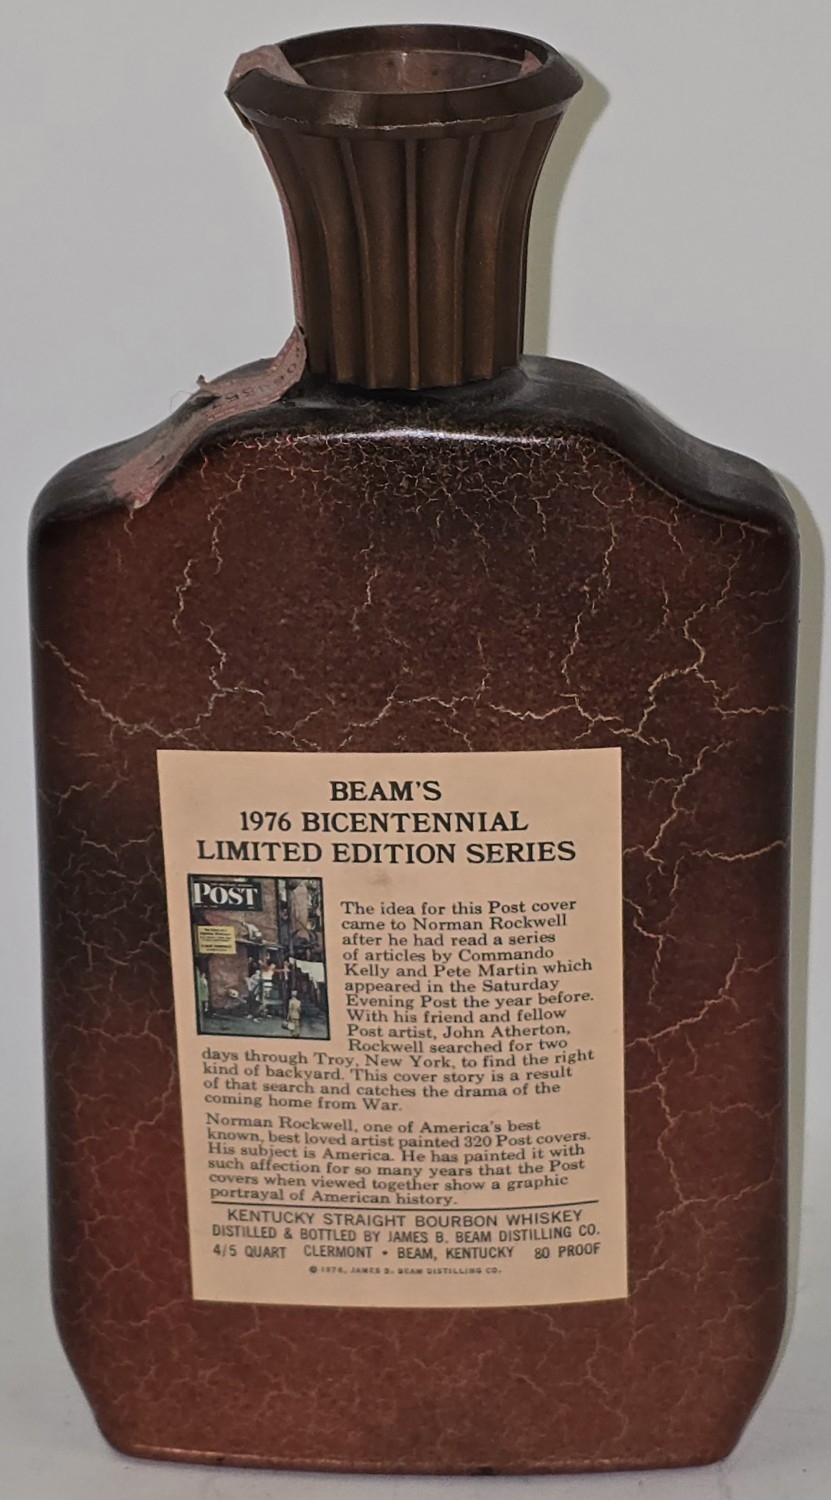 BEAM'S
1976 BICENTENNIAL
LIMITED EDITION SERIES
POST
The idea for this Post cover
came to Norman Rockwell
after he had read a series
of articles by Commando
Kelly and Pete Martin which
appeared in the Saturday
Evening Post the year before.
With his friend and fellow
Post artist, John Atherton,
Rockwell searched for two
days through Troy, New York, to find the right
kind of backyard. This cover story is a result
of that search and catches the drama of the
coming home from War.
Norman Rockwell, one of America's best
known, best loved artist painted 320 Post covers.
His subject is America. He has painted it with
such affection for so many years that the Post
covers when viewed together show a graphic
portrayal of American history.
KENTUCKY STRAIGHT BOURBON WHISKEY
DISTILLED & BOTTLED BY JAMES B. BEAM DISTILLING CO.
4/5 QUART CLERMONT • BEAM, KENTUCKY 80 PROOF
© 1976, JAMES B. BEAM DISTILLING CO.